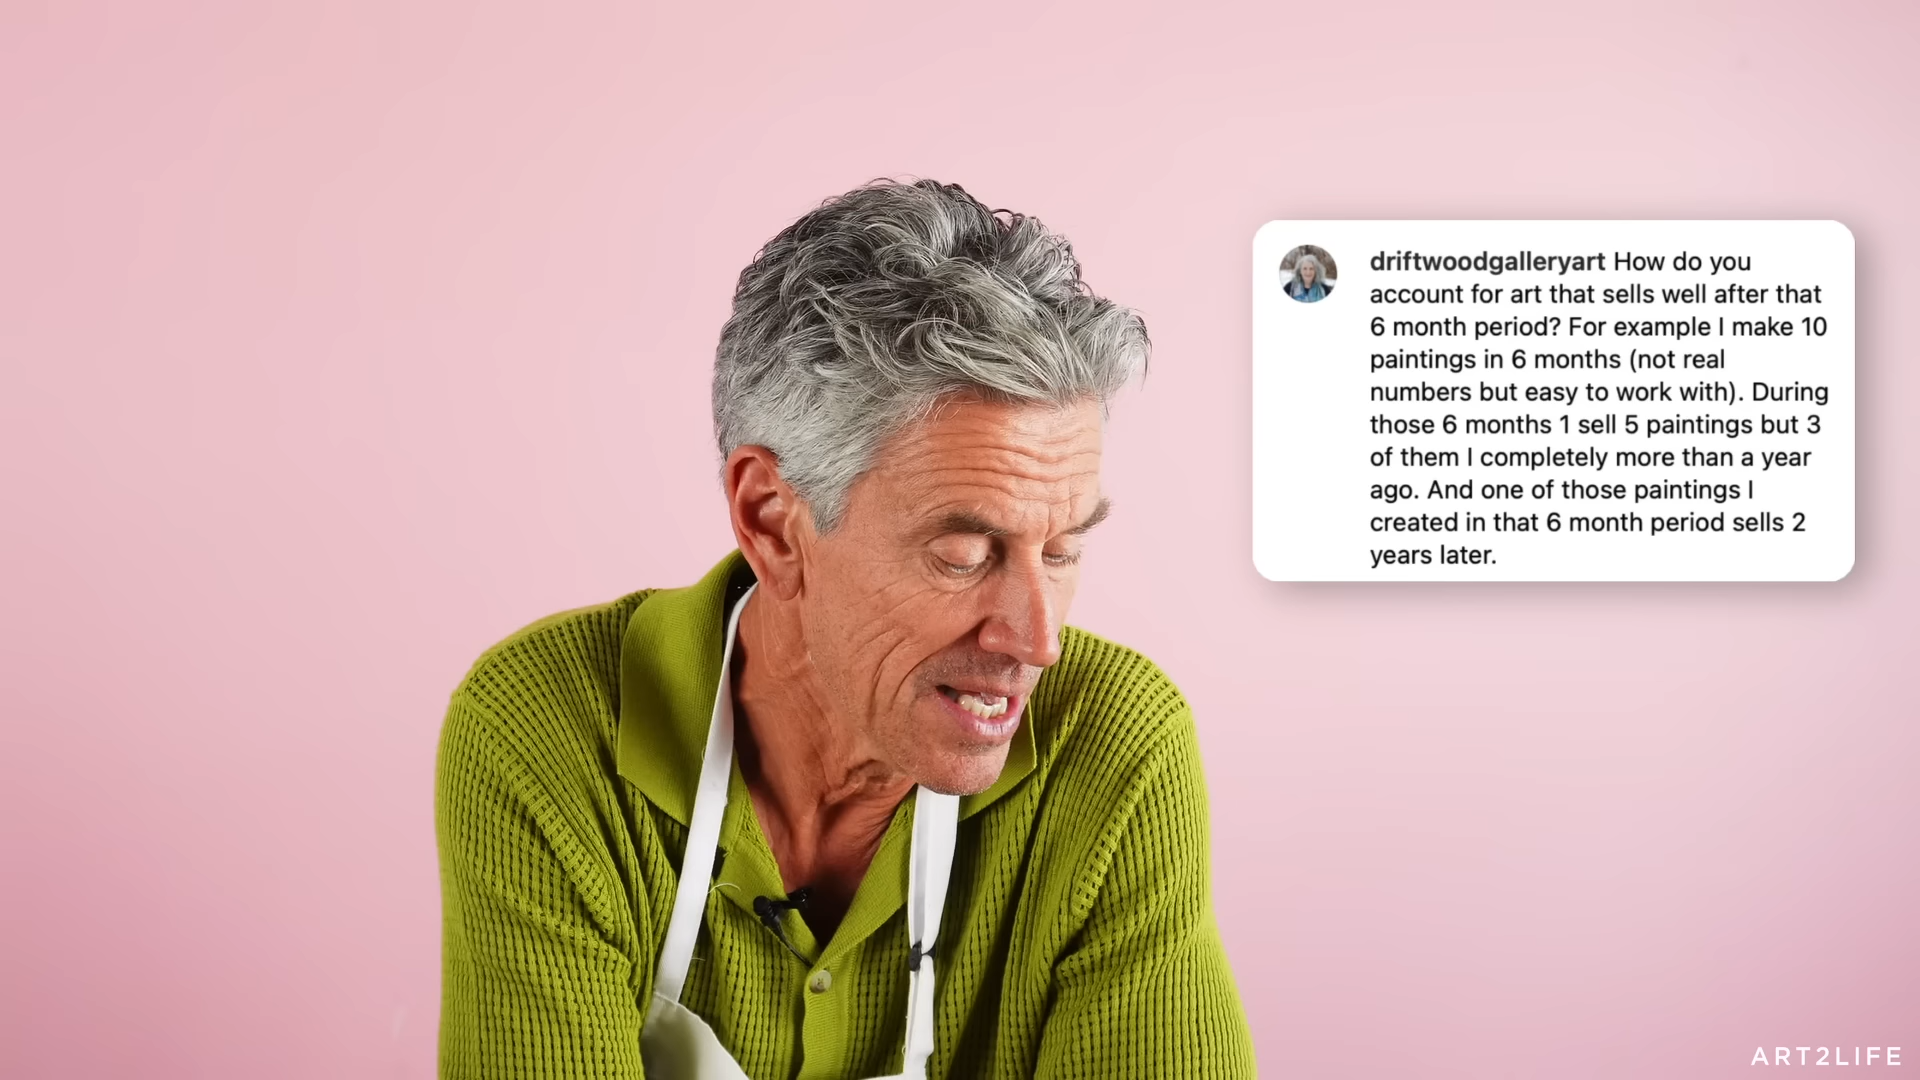 driftwoodgalleryart How do you
account for art that sells well after that
6 month period? For example I make 10
paintings in 6 months (not real
numbers but easy to work with). During
those 6 months 1 sell 5 paintings but 3
of them I completely more than a year
ago. And one of those paintings I
created in that 6 month period sells 2
years later.
ART2LIFE